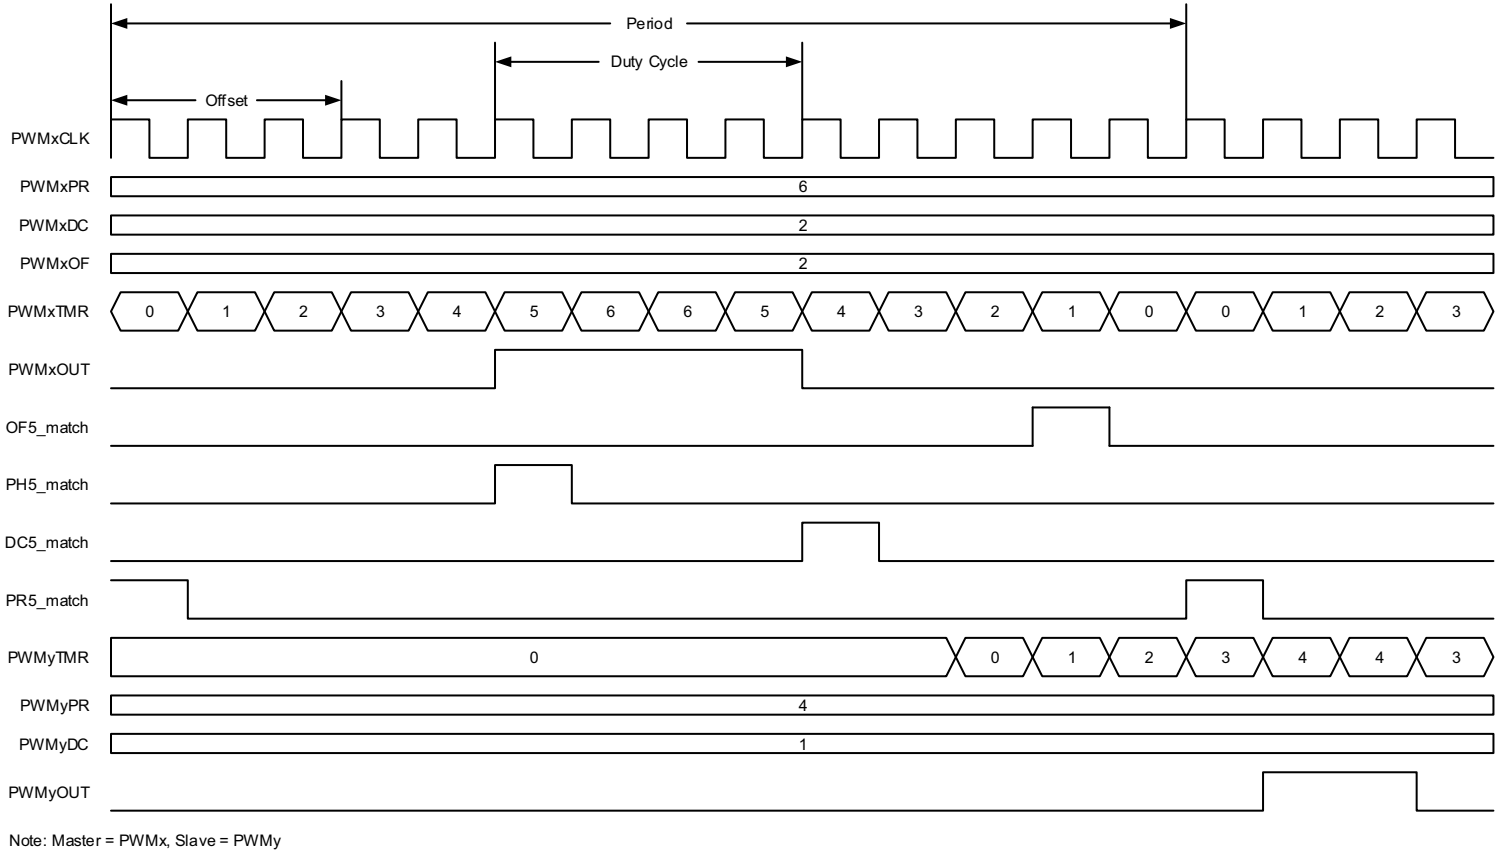 Period
Duty Cycle
Offset
PWMxCLK
PWMxPR 6
PWMxDC 2
PWMxOF 2
PWMxTMR 0 1 2 3 4 5 6 6 5 4 3 2 1 0 0 1 2 3
PWMxOUT
OF5_match
PH5_match
DC5_match
PR5_match
PWMyTMR 0 0 1 2 3 4 4 3
PWMyPR 4
PWMyDC 1
PWMyOUT
Note: Master = PWMx, Slave = PWMy